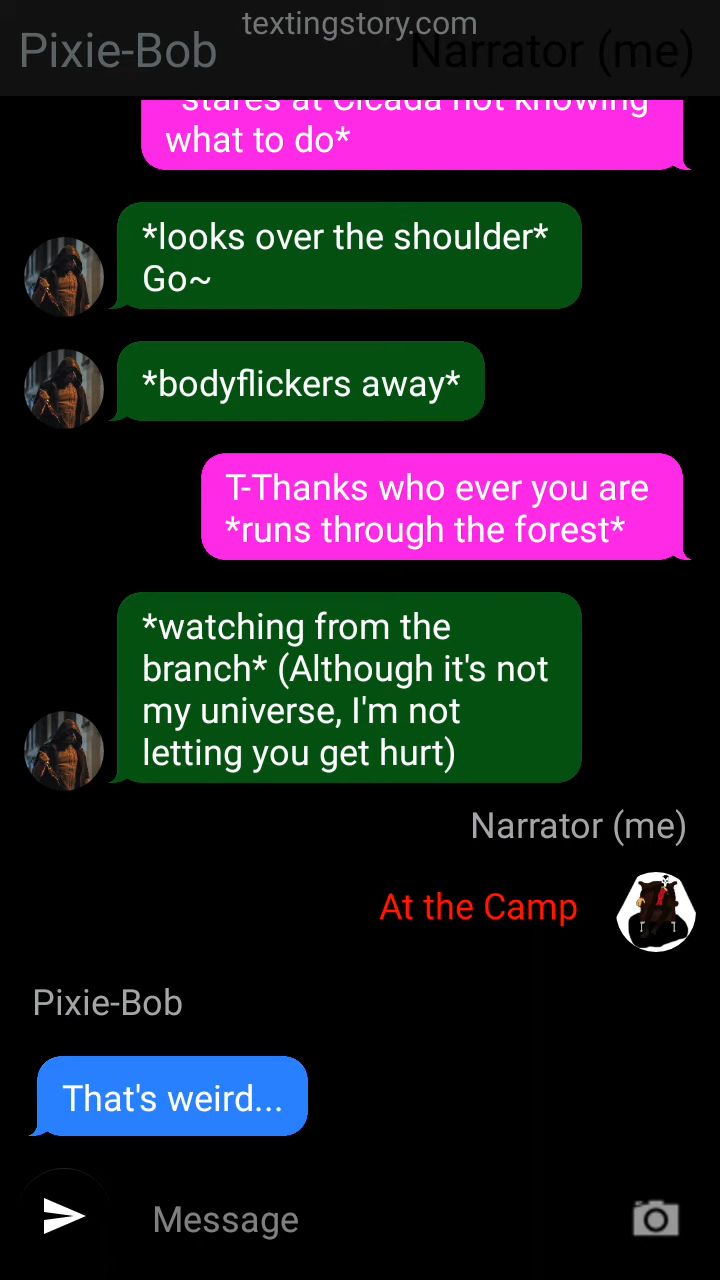 textingstory.com
Pixie-Bob
Narrator (me)
stares at Cicada not knowing
what to do*
*looks over the shoulder*
Go~
*bodyflickers away*
T-Thanks who ever you are
*runs through the forest*
*watching from the
branch* (Although it's not
my universe, I'm not
letting you get hurt)
Narrator (me)
At the Camp
Pixie-Bob
That's weird...
Message